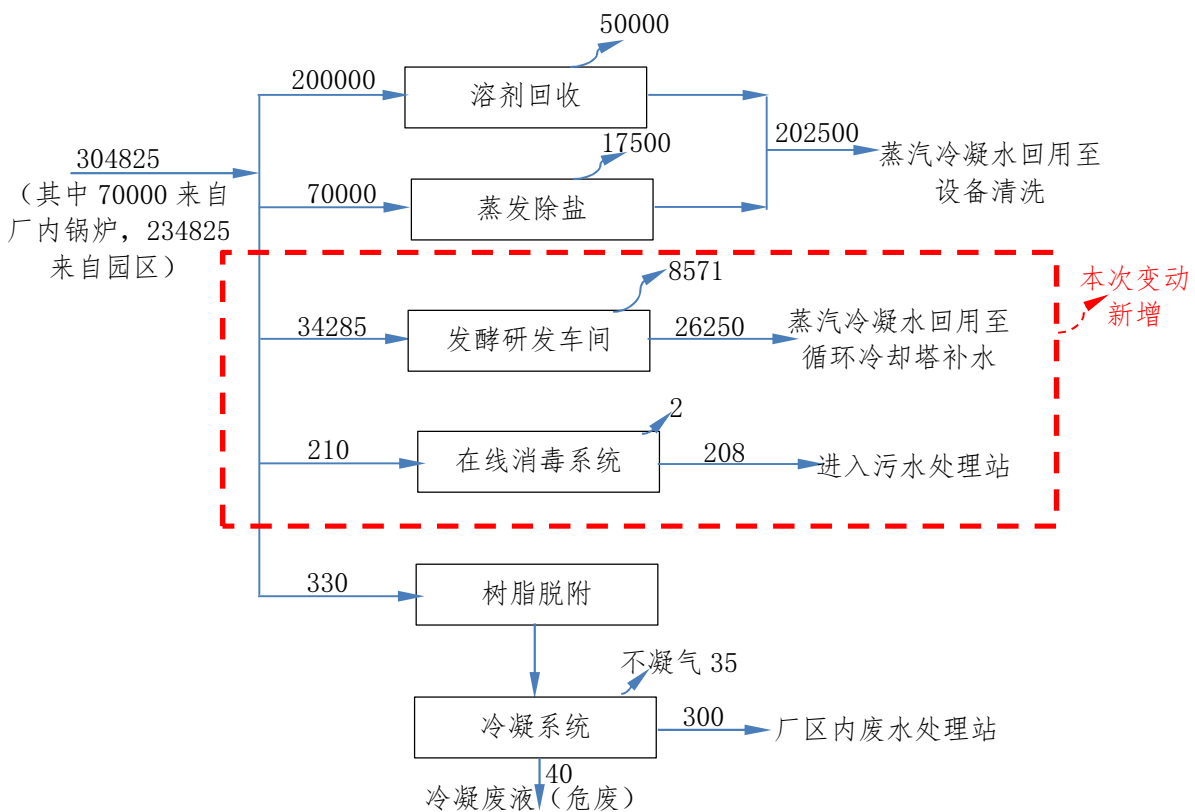 50000
200000
溶剂回收
17500
202500
蒸汽冷凝水回用至
设备清洗
304825
（其中 70000 来自
厂内锅炉，234825
来自园区）
70000
蒸发除盐
8571
本次变动
新增
34285
发酵研发车间
26250
蒸汽冷凝水回用至
循环冷却塔补水
2
210
在线消毒系统
208
进入污水处理站
330
树脂脱附
不凝气 35
冷凝系统
300
厂区内废水处理站
40
冷凝废液（危废）